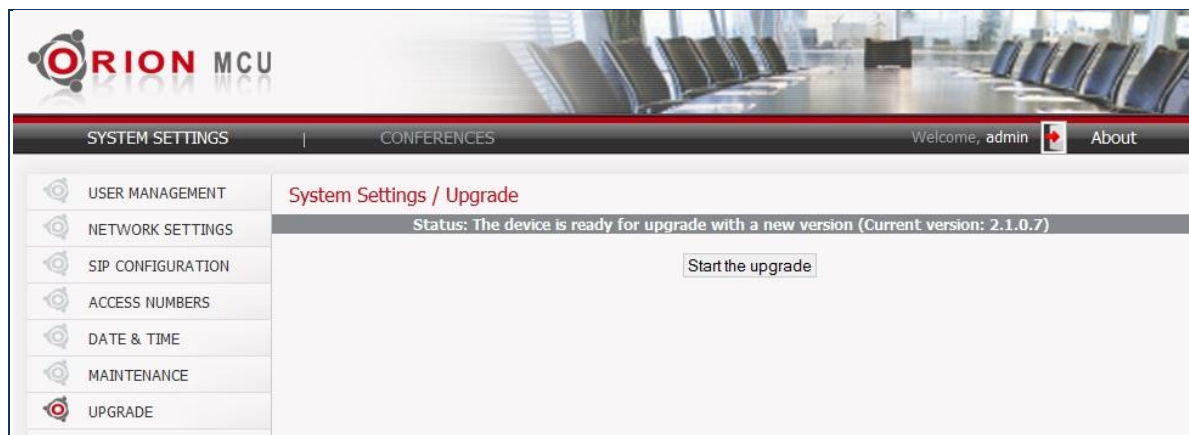 ORION MCU
SYSTEM SETTINGS | CONFERENCES Welcome, admin About
USER MANAGEMENT
System Settings / Upgrade
NETWORK SETTINGS
Status: The device is ready for upgrade with a new version (Current version: 2.1.0.7)
SIP CONFIGURATION
Start the upgrade
ACCESS NUMBERS
DATE & TIME
MAINTENANCE
UPGRADE